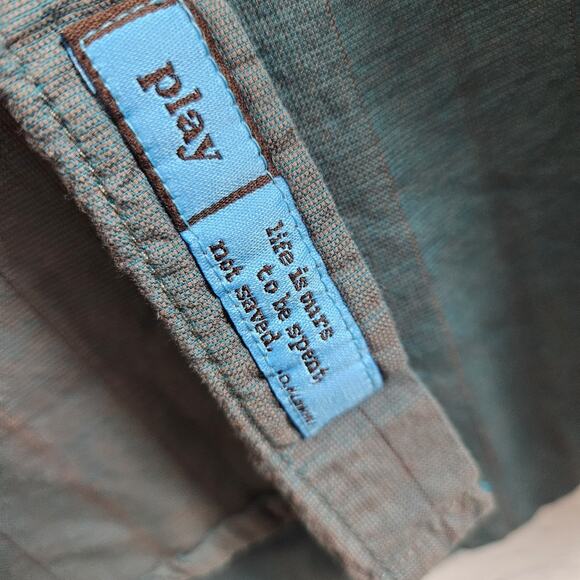 play
life is ours
to be spent
not saved.